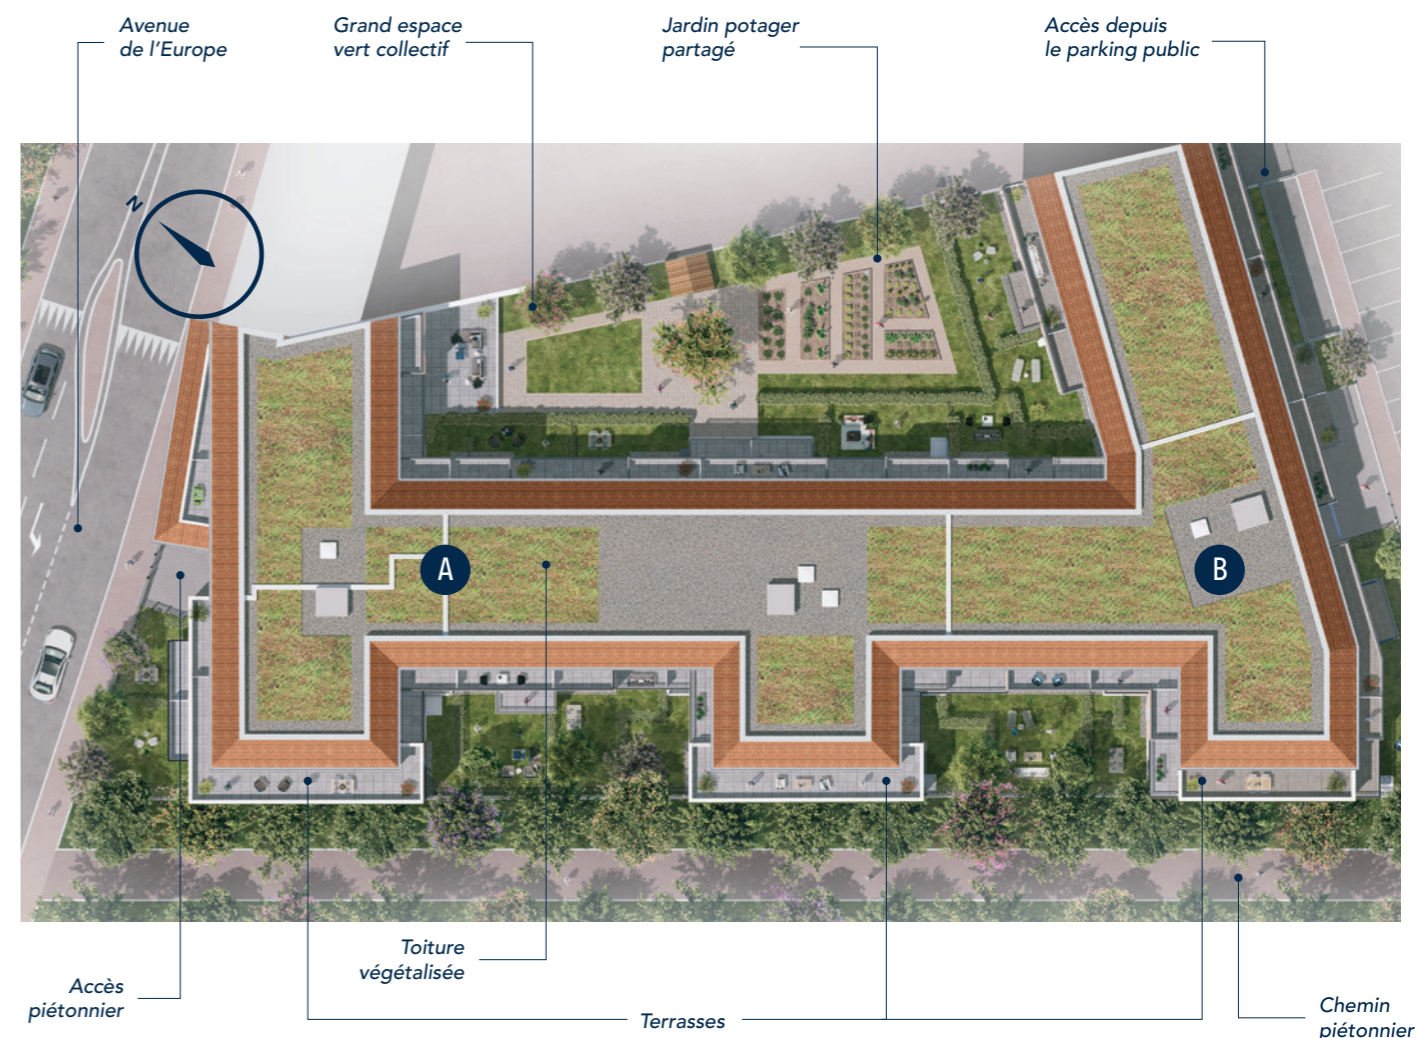 Avenue
de l'Europe
Grand espace
vert collectif
Jardin potager
partagé
Accès depuis
le parking public
N
A
B
Toiture
végétalisée
Accès
piétonnier
Terrasses
Chemin
piétonnier